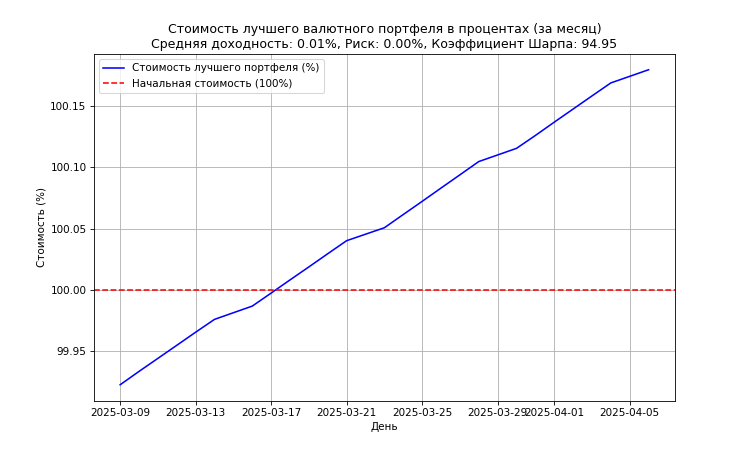 Стоимость лучшего валютного портфеля в процентах (за месяц)
Средняя доходность: 0.01%, Риск: 0.00%, Коэффициент Шарпа: 94.95
Стоимость лучшего портфеля (%)
Начальная стоимость (100%)
Стоимость (%)
100.15
100.10
100.05
100.00
99.95
2025-03-09 2025-03-13 2025-03-17 2025-03-21 2025-03-25 2025-03-29 2025-04-01 2025-04-05
День